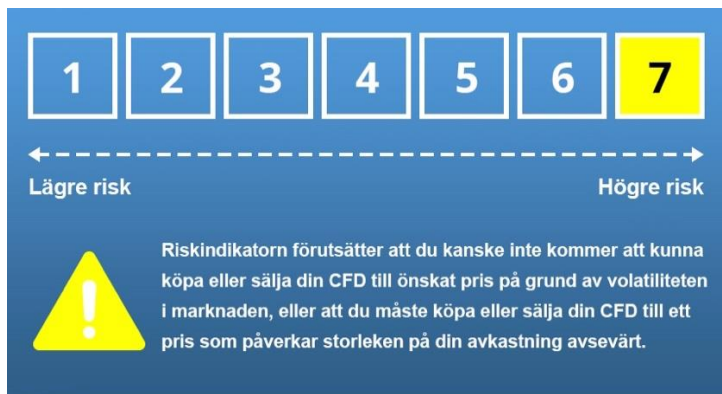 1 2 3 4 5 6 7
Lägre risk Högre risk
Riskindikatorn förutsätter att du kanske inte kommer att kunna
köpa eller sälja din CFD till önskat pris på grund av volatiliteten
i marknaden, eller att du måste köpa eller sälja din CFD till ett
pris som påverkar storleken på din avkastning avsevärt.